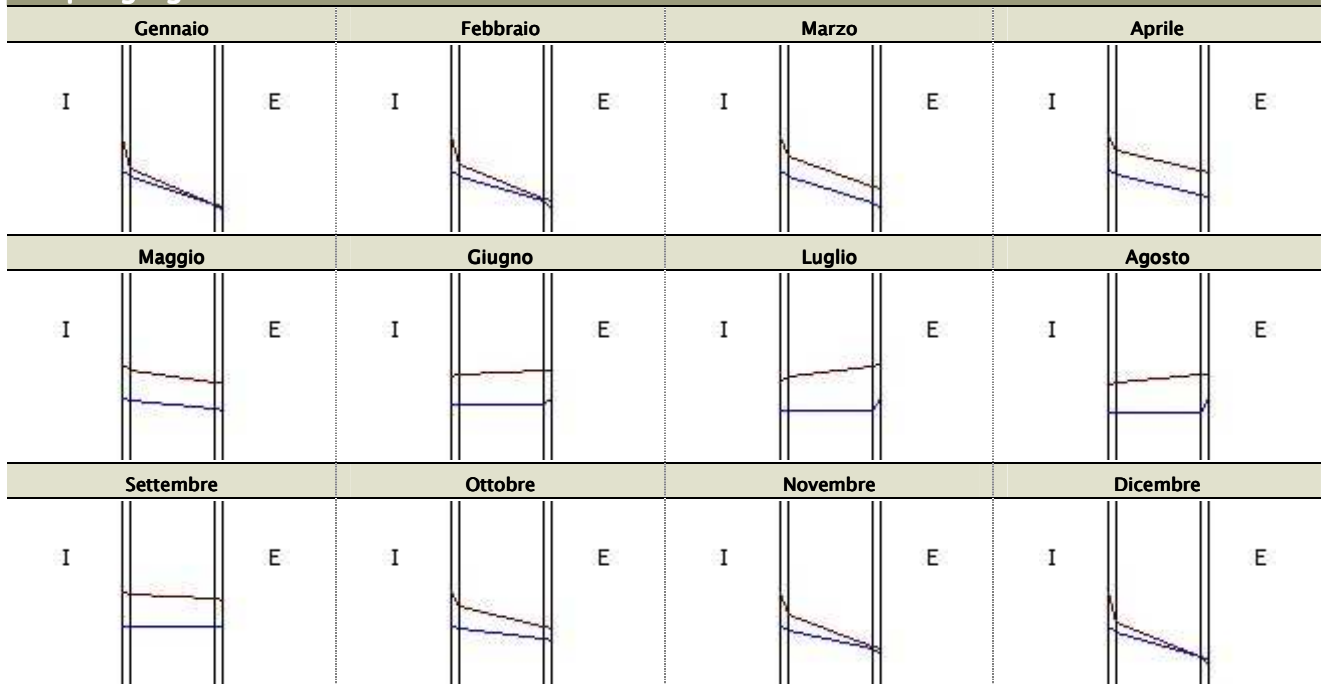 Gennaio Febbraio Marzo Aprile
I E I E I E I E
Maggio Giugno Luglio Agosto
I E I E I E I E
Settembre Ottobre Novembre Dicembre
I E I E I E I E